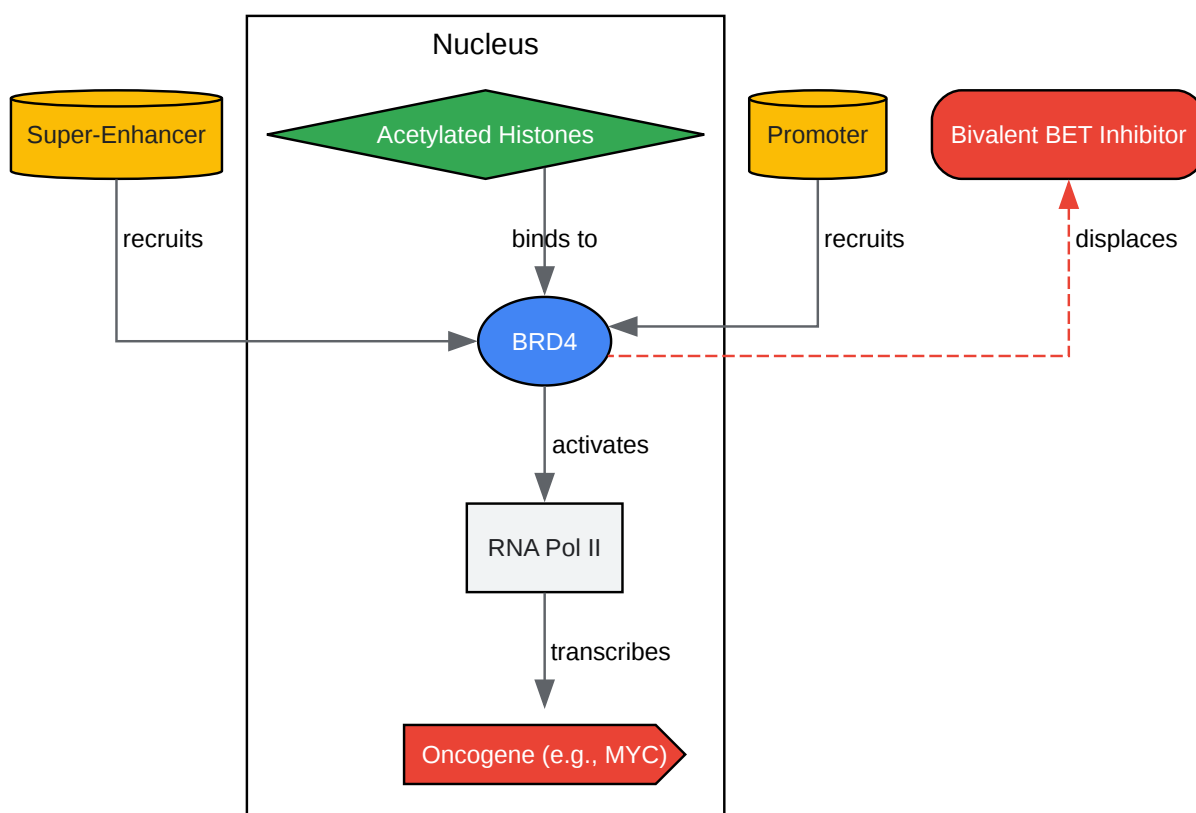 Nucleus
Super-Enhancer
Acetylated Histones
Promoter
Bivalent BET Inhibitor
recruits
binds to
recruits
displaces
BRD4
activates
RNA Pol II
transcribes
Oncogene (e.g., MYC)